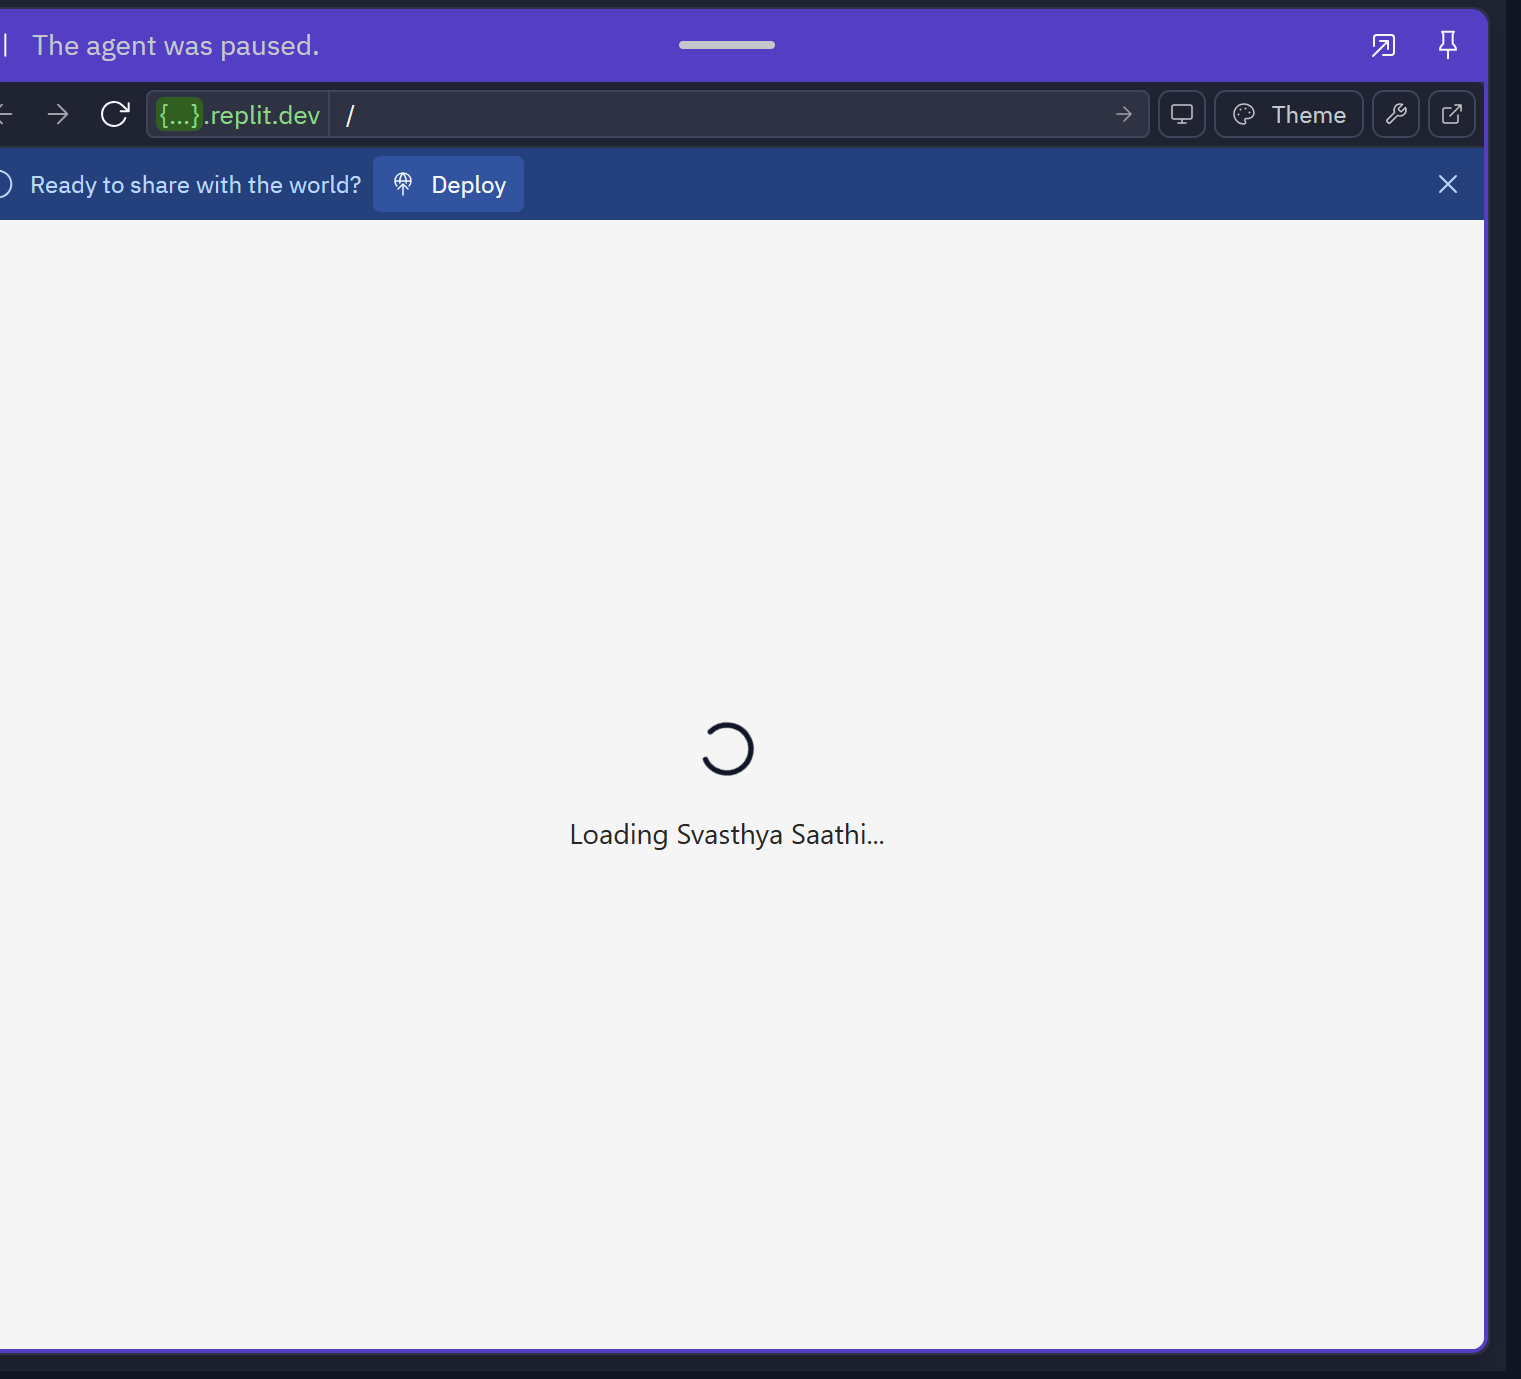 The agent was paused.
{...}.replit.dev /
Theme
Ready to share with the world? Deploy
Loading Svasthya Saathi...